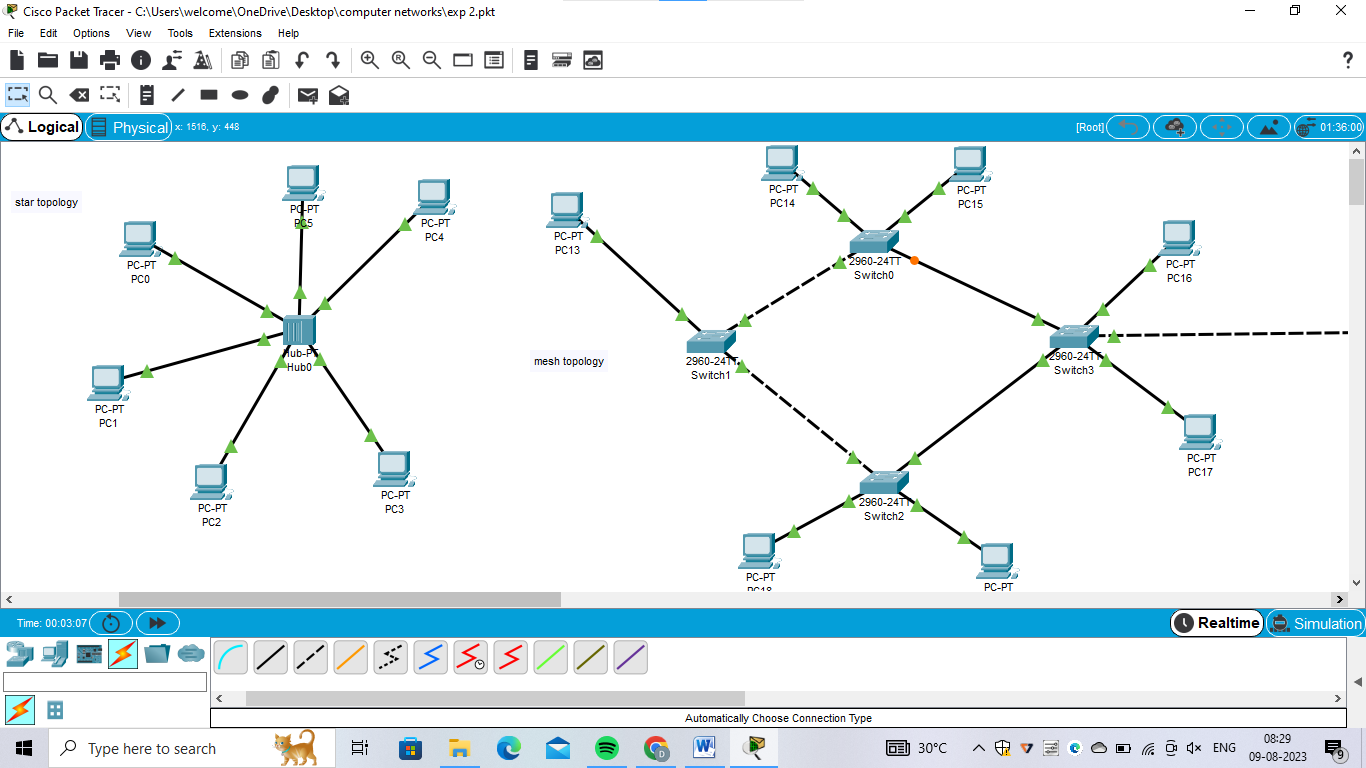 Cisco Packet Tracer - C:\Users\welcome\OneDrive\Desktop\computer networks\exp 2.pkt
File Edit Options View Tools Extensions Help
Logical Physical x: 1516, y: 448 [Root] 01:36:00
star topology
PC-PT
PC5
PC-PT
PC4
PC-PT
PC0
Hub-PT
Hub0
PC-PT
PC1
PC-PT
PC2
PC-PT
PC3
PC-PT
PC13
PC-PT
PC14
PC-PT
PC15
2960-24TT
Switch0
PC-PT
PC16
mesh topology
2960-24TT
Switch1
2960-24TT
Switch3
PC-PT
PC17
2960-24TT
Switch2
PC-PT
PC18
PC-PT
Time: 00:03:07 Realtime Simulation
Automatically Choose Connection Type
Type here to search
30°C
ENG
08:29
09-08-2023
9